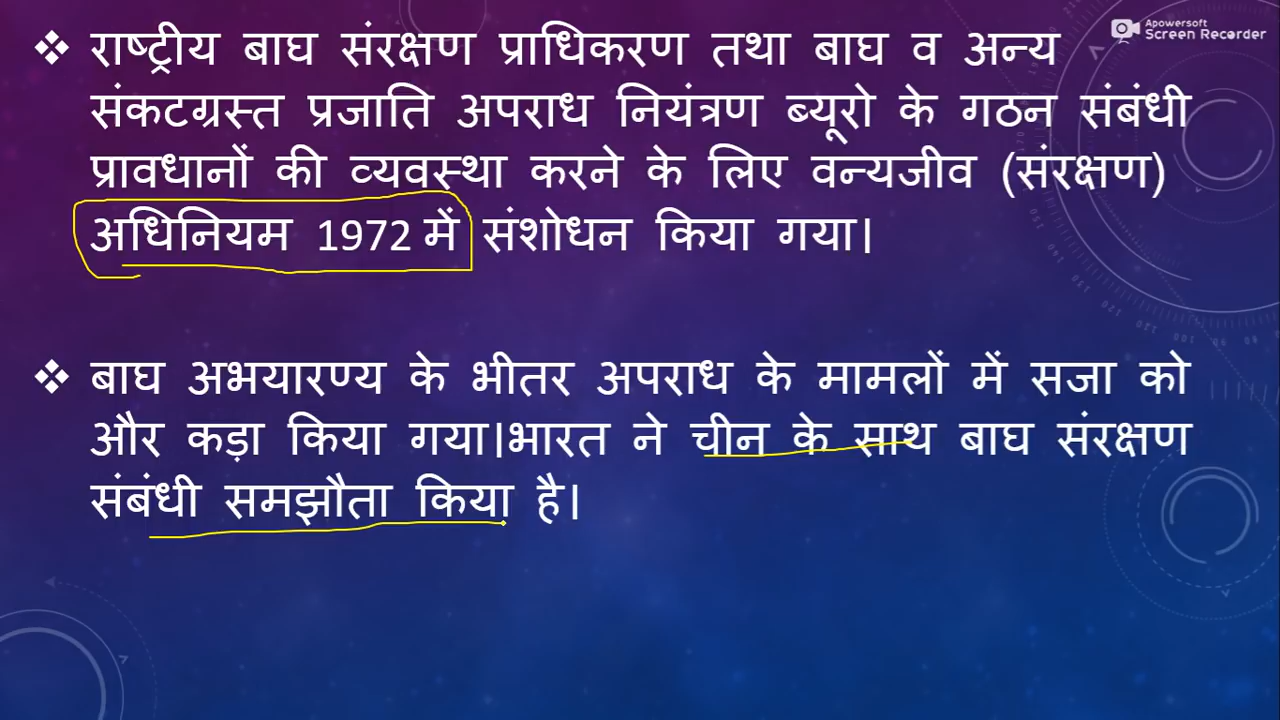 Apowersoft
Screen Recorder
❖ राष्ट्रीय बाघ संरक्षण प्राधिकरण तथा बाघ व अन्य
संकटग्रस्त प्रजाति अपराध नियंत्रण ब्यूरो के गठन संबंधी
प्रावधानों की व्यवस्था करने के लिए वन्यजीव (संरक्षण)
अधिनियम 1972 में संशोधन किया गया।
❖ बाघ अभयारण्य के भीतर अपराध के मामलों में सजा को
और कड़ा किया गया।भारत ने चीन के साथ बाघ संरक्षण
संबंधी समझौता किया है।